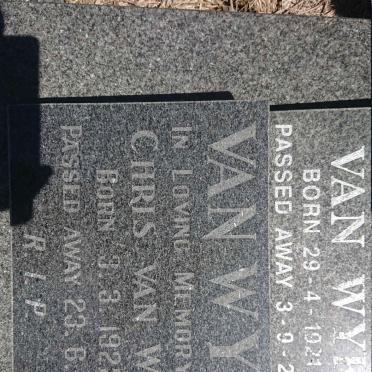 VAN WY
BORN 29-4-1921
PASSED AWAY 3-9-2
VAN WY
IN LOVING MEMORY
CHRIS VAN W
BORN 3.3.192
PASSED AWAY 23.6.
R.I.P.